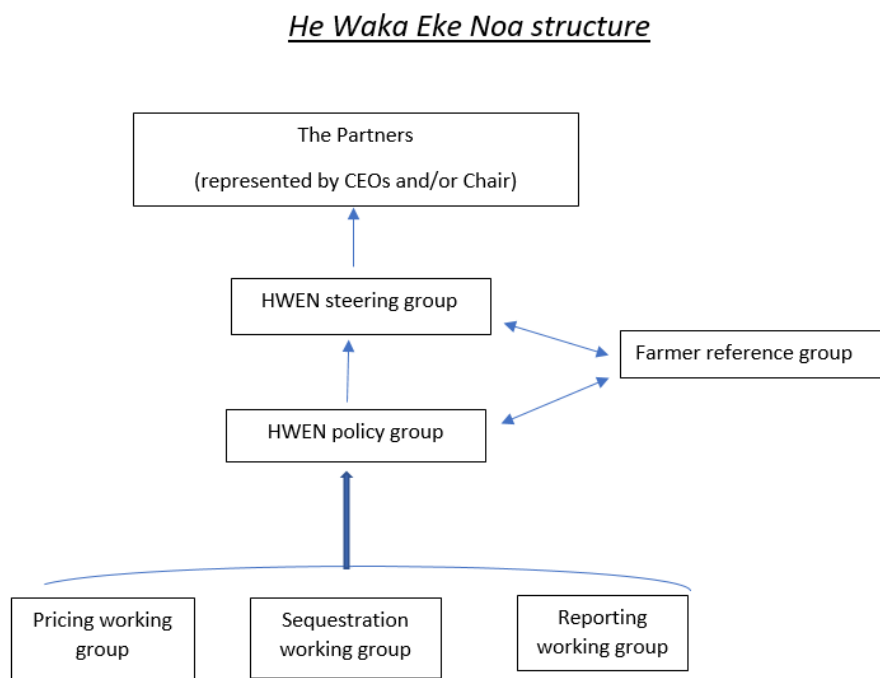 He Waka Eke Noa structure
The Partners
(represented by CEOs and/or Chair)
HWEN steering group
Farmer reference group
HWEN policy group
Pricing working
group
Sequestration
working group
Reporting
working group